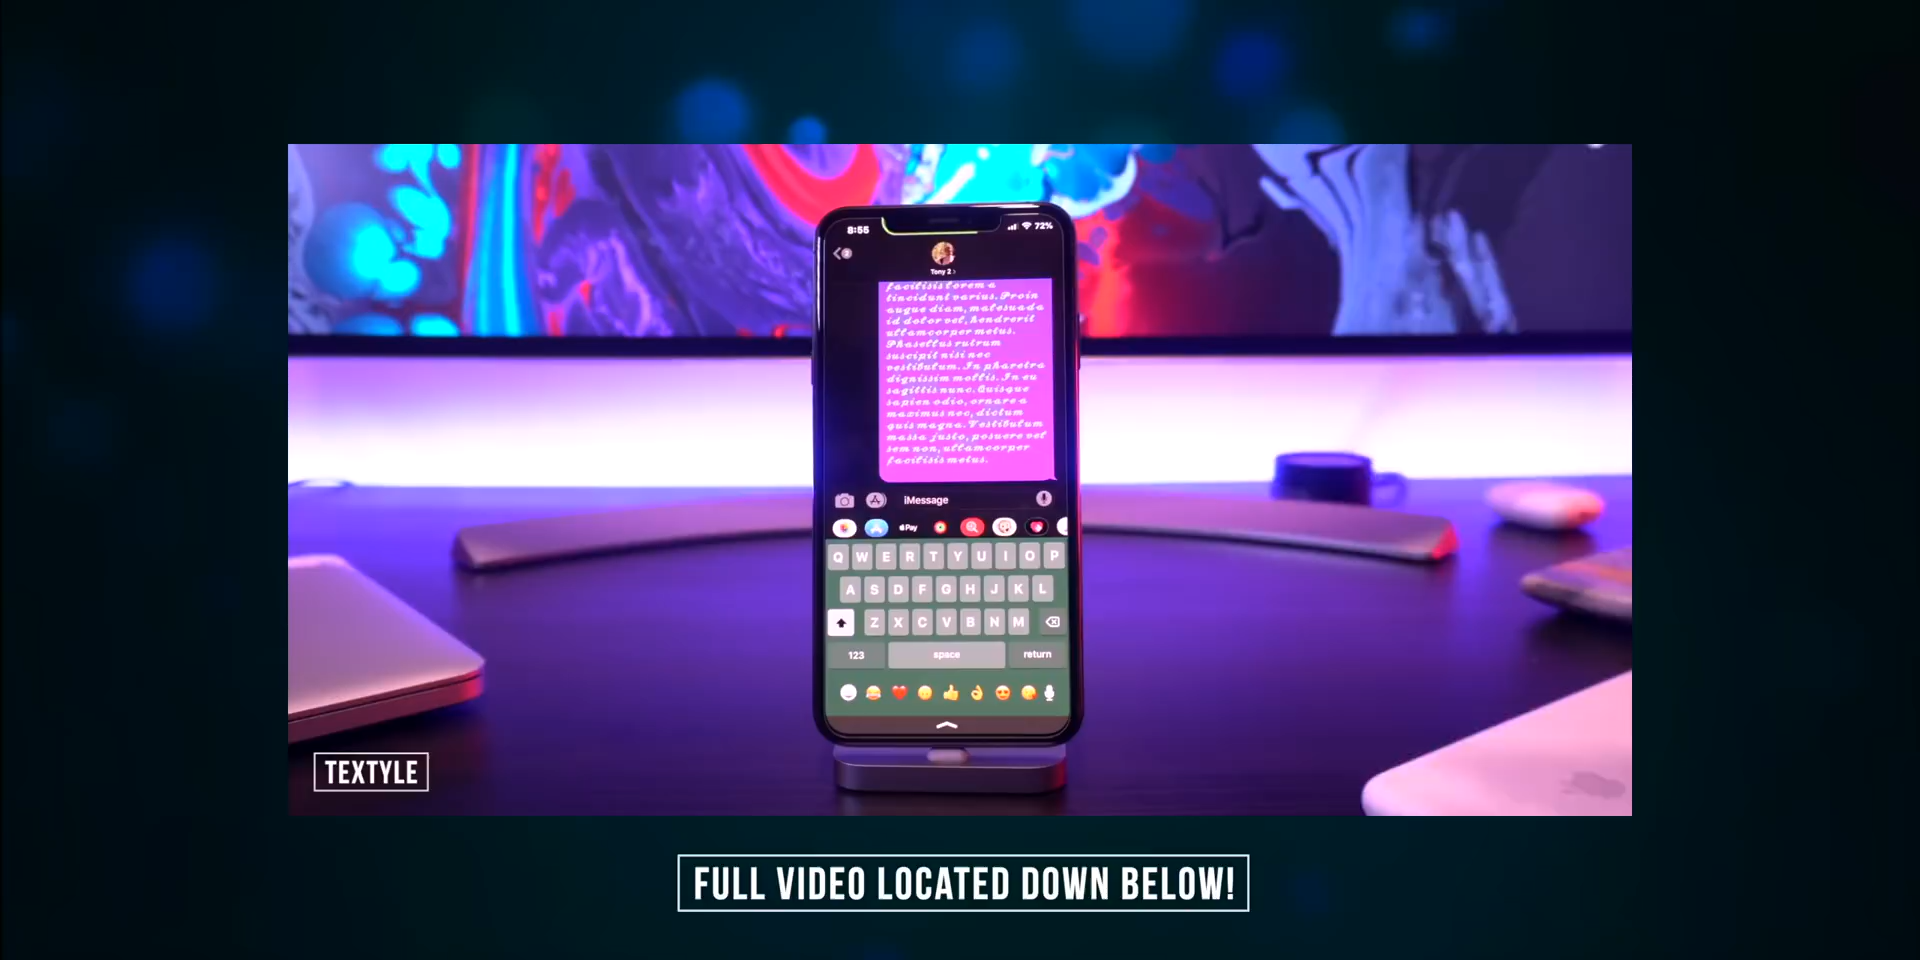 8:55
72%
2
Tony 2
facilisis lorem a
tincidunt varius. Proin
augue diam, malesuada
id dolor vel, hendrerit
ullamcorper metus.
Phasellus rutrum
suscipit nisi nec
vestibulum. In pharetra
dignissim mollis. In eu
sagittis nunc. Quisque
sapien odio, ornare a
maximus nec, dictum
quis magna. Vestibulum
massa justo, posuere vel
sem non, ullamcorper
facilisis metus.
iMessage
Pay
Q W E R T Y U I O P
A S D F G H J K L
Z X C V B N M
123 space return
TEXTYLE
FULL VIDEO LOCATED DOWN BELOW!